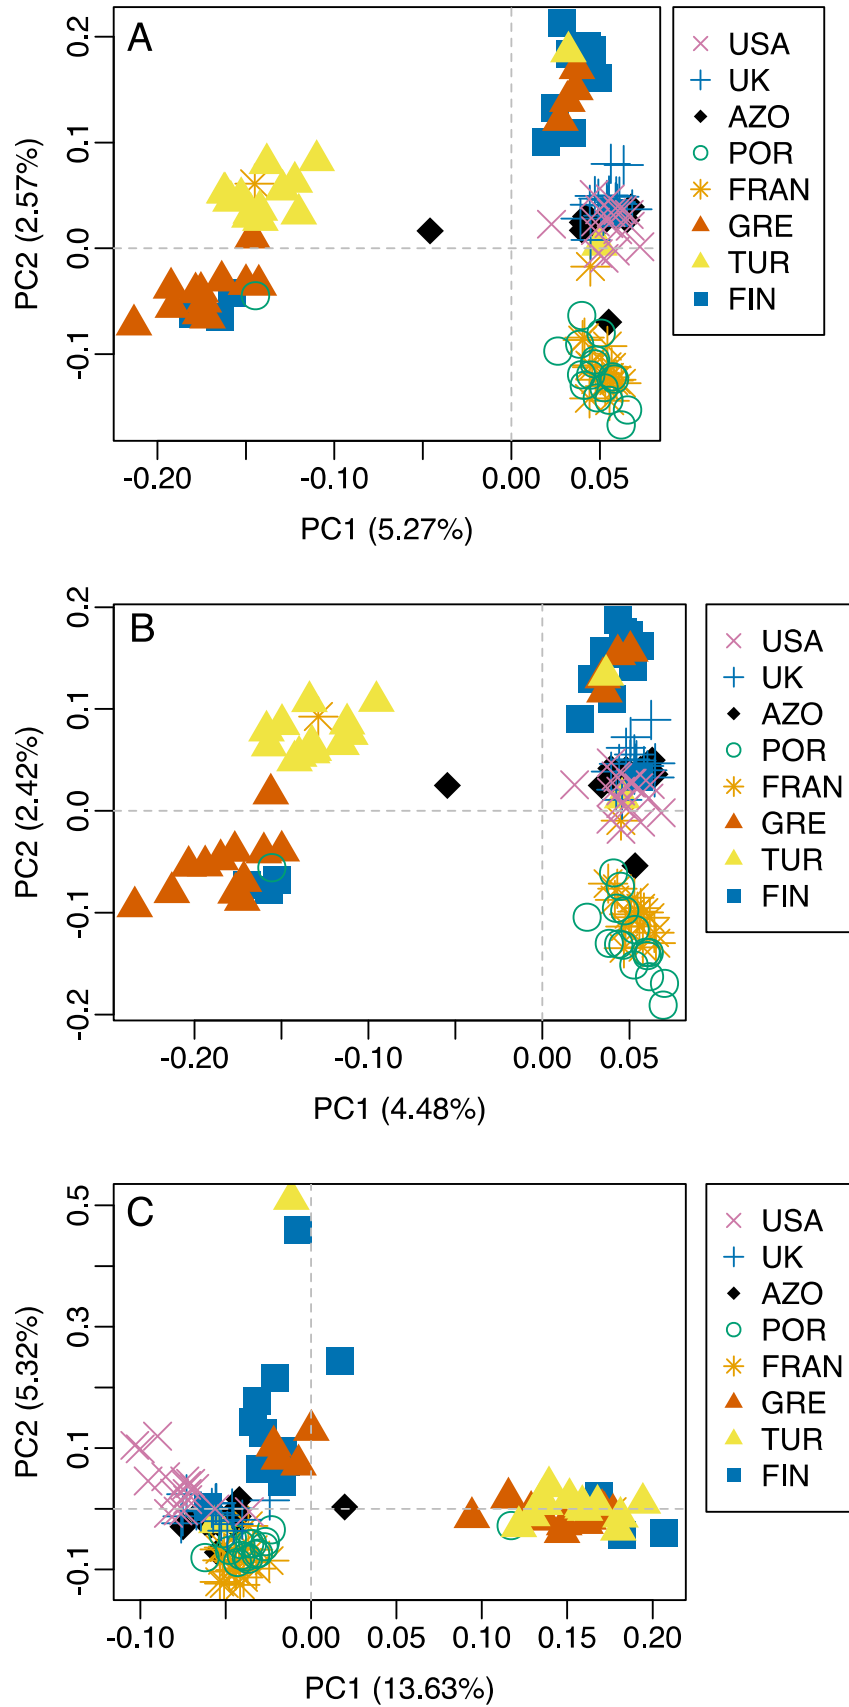 A
0.2
0.1
0.0
-0.1
PC2 (2.57%)
-0.20
-0.10
0.00
0.05
PC1 (5.27%)
USA
UK
AZO
POR
FRAN
GRE
TUR
FIN
B
0.2
0.1
0.0
-0.1
-0.2
PC2 (2.42%)
-0.20
-0.10
0.00
0.05
PC1 (4.48%)
USA
UK
AZO
POR
FRAN
GRE
TUR
FIN
C
0.5
0.3
0.1
-0.1
PC2 (5.32%)
-0.10
0.00
0.05
0.10
0.15
0.20
PC1 (13.63%)
USA
UK
AZO
POR
FRAN
GRE
TUR
FIN